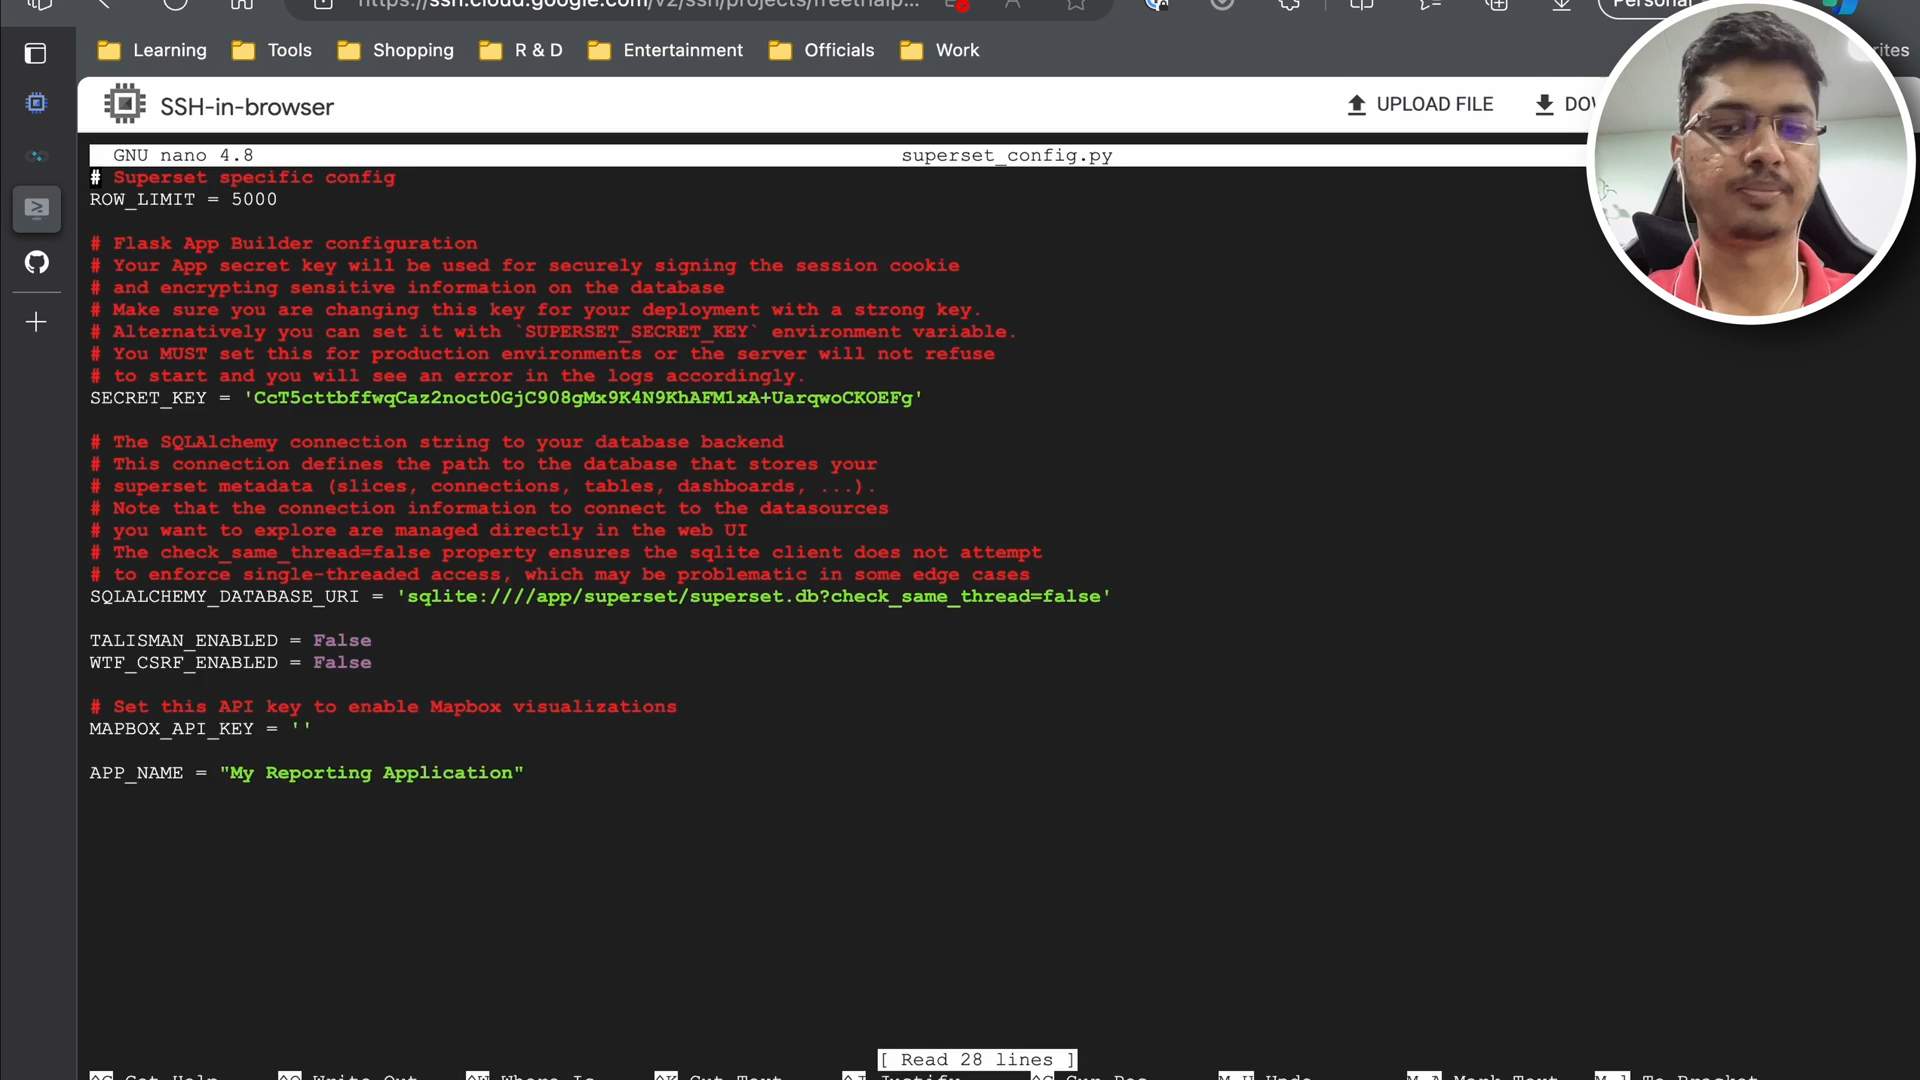 https://ssh.cloud.google.com/v2/ssh/projects/freetrialp...
Personal
Learning
Tools
Shopping
R & D
Entertainment
Officials
Work
SSH-in-browser
UPLOAD FILE
GNU nano 4.8
superset_config.py
# Superset specific config
ROW_LIMIT = 5000
# Flask App Builder configuration
# Your App secret key will be used for securely signing the session cookie
# and encrypting sensitive information on the database
# Make sure you are changing this key for your deployment with a strong key.
# Alternatively you can set it with `SUPERSET_SECRET_KEY` environment variable.
# You MUST set this for production environments or the server will not refuse
# to start and you will see an error in the logs accordingly.
SECRET_KEY = 'CcT5cttbffwqCaz2noct0GjC908gMx9K4N9KhAFM1xA+UarqwoCKOEFg'
# The SQLAlchemy connection string to your database backend
# This connection defines the path to the database that stores your
# superset metadata (slices, connections, tables, dashboards, ...).
# Note that the connection information to connect to the datasources
# you want to explore are managed directly in the web UI
# The check_same_thread=false property ensures the sqlite client does not attempt
# to enforce single-threaded access, which may be problematic in some edge cases
SQLALCHEMY_DATABASE_URI = 'sqlite:////app/superset/superset.db?check_same_thread=false'
TALISMAN_ENABLED = False
WTF_CSRF_ENABLED = False
# Set this API key to enable Mapbox visualizations
MAPBOX_API_KEY = ''
APP_NAME = "My Reporting Application"
[ Read 28 lines ]